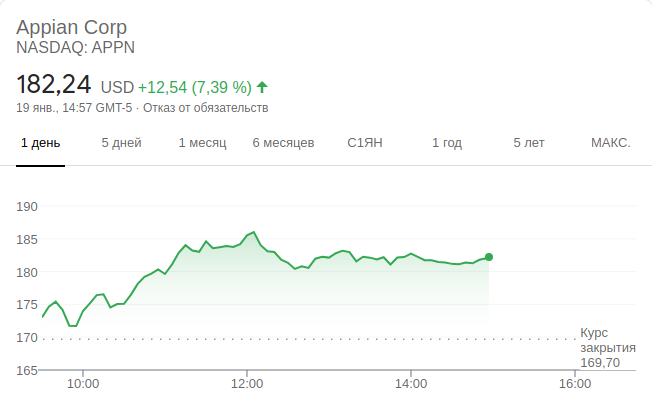 Appian Corp
NASDAQ: APPN
182,24 USD +12,54 (7,39 %)
19 янв., 14:57 GMT-5 · Отказ от обязательств
1 день 5 дней 1 месяц 6 месяцев С1ЯН 1 год 5 лет МАКС.
190
185
180
175
170
165
Курс
закрытия
169,70
10:00 12:00 14:00 16:00